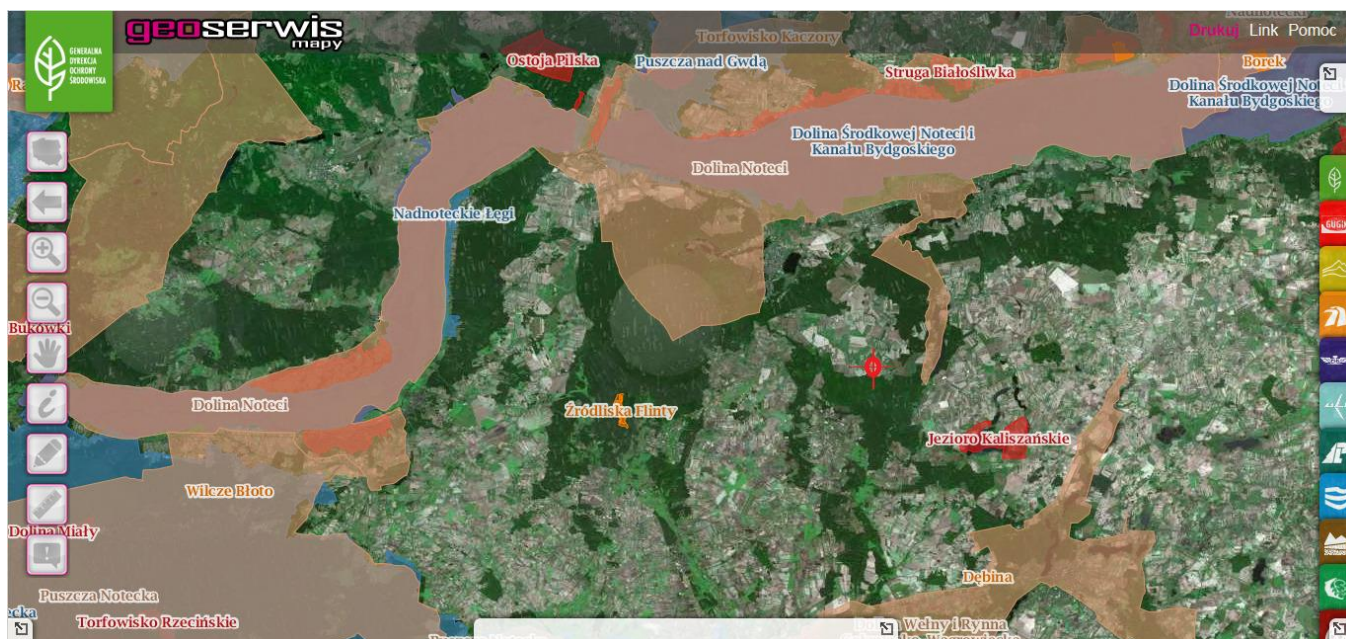 GENERALNA
DYREKCJA
OCHRONY
ŚRODOWISKA
geoserwis
mapy
Drukuj Link Pomoc
Torfowisko Kaczory
Ostoja Pilska
Puszcza nad Gwdą
Struga Białośliwka
Borek
Dolina Środkowej Noteci i
Kanału Bydgoskiego
Dolina Środkowej Noteci i
Kanału Bydgoskiego
Dolina Noteci
Nadnoteckie Łęgi
GUGiK
Bukówki
Dolina Noteci
Źródliska Flinty
Jezioro Kaliszańskie
Wilcze Błoto
Dolina Miały
Dębina
Puszcza Notecka
Torfowisko Rzecińskie
Wełny i Rynna